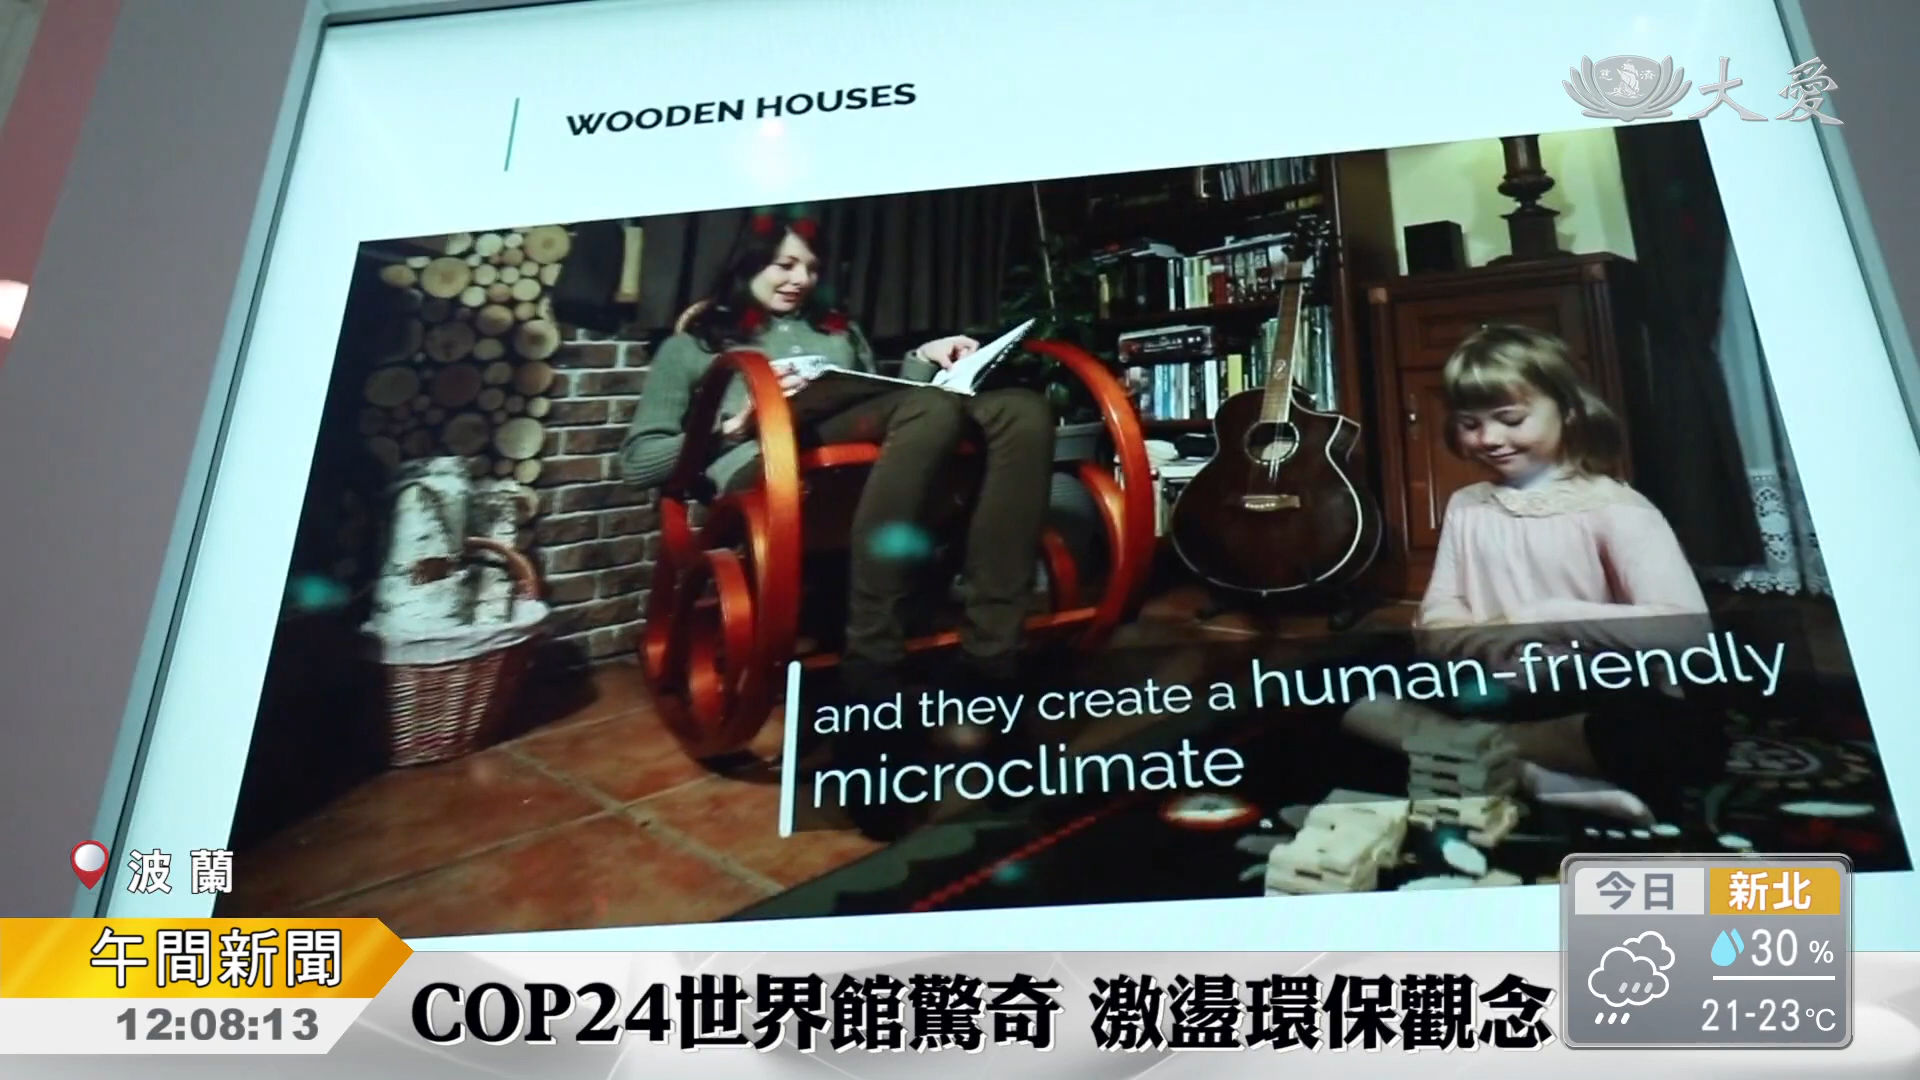 WOODEN HOUSES
慈濟
大愛
and they create a human-friendly
microclimate
波蘭
午間新聞
12:08:13
COP24世界館驚奇 激盪環保觀念
今日 新北
30%
21-23°C